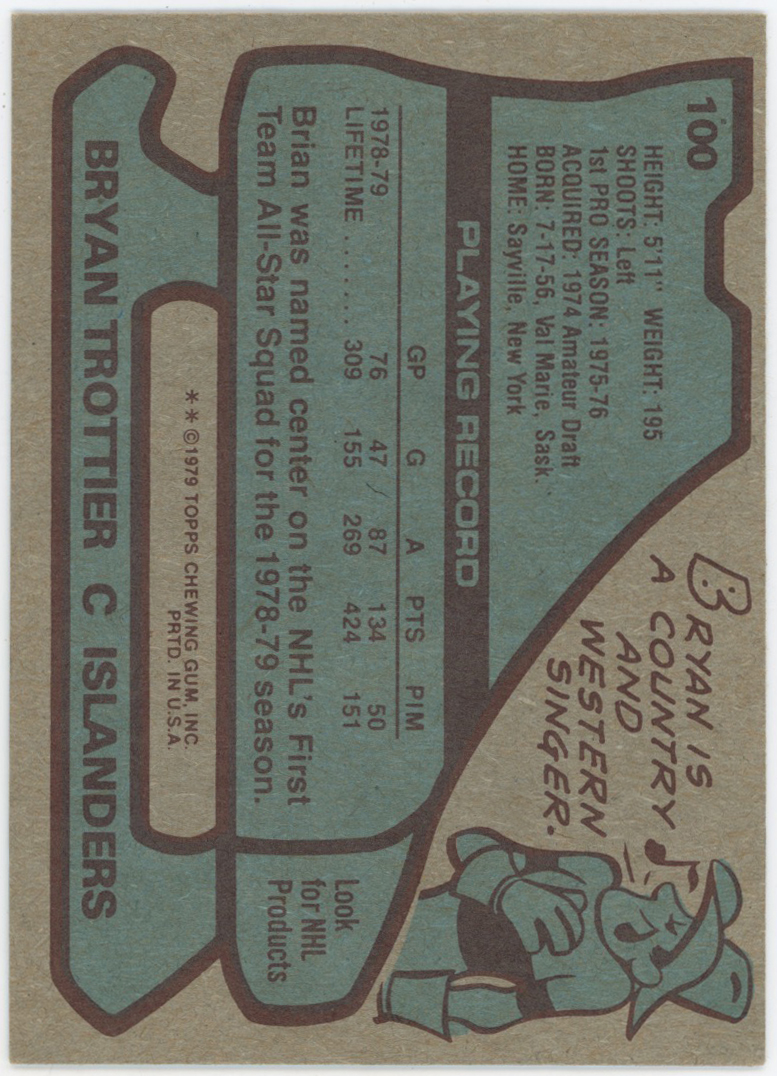 100
HEIGHT: 5'11" WEIGHT: 195
SHOOTS: Left
1st PRO SEASON: 1975-76
ACQUIRED: 1974 Amateur Draft
BORN: 7-17-56, Val Marie, Sask.
HOME: Sayville, New York
BRYAN IS
A COUNTRY
AND
WESTERN
SINGER.
PLAYING RECORD
GP G A PTS PIM
1978-79 76 47 87 134 50
LIFETIME ........ 309 155 269 424 151
Brian was named center on the NHL's First
Team All-Star Squad for the 1978-79 season.
Look
for NHL
Products
**©1979 TOPPS CHEWING GUM, INC.
PRTD. IN U.S.A.
BRYAN TROTTIER C ISLANDERS